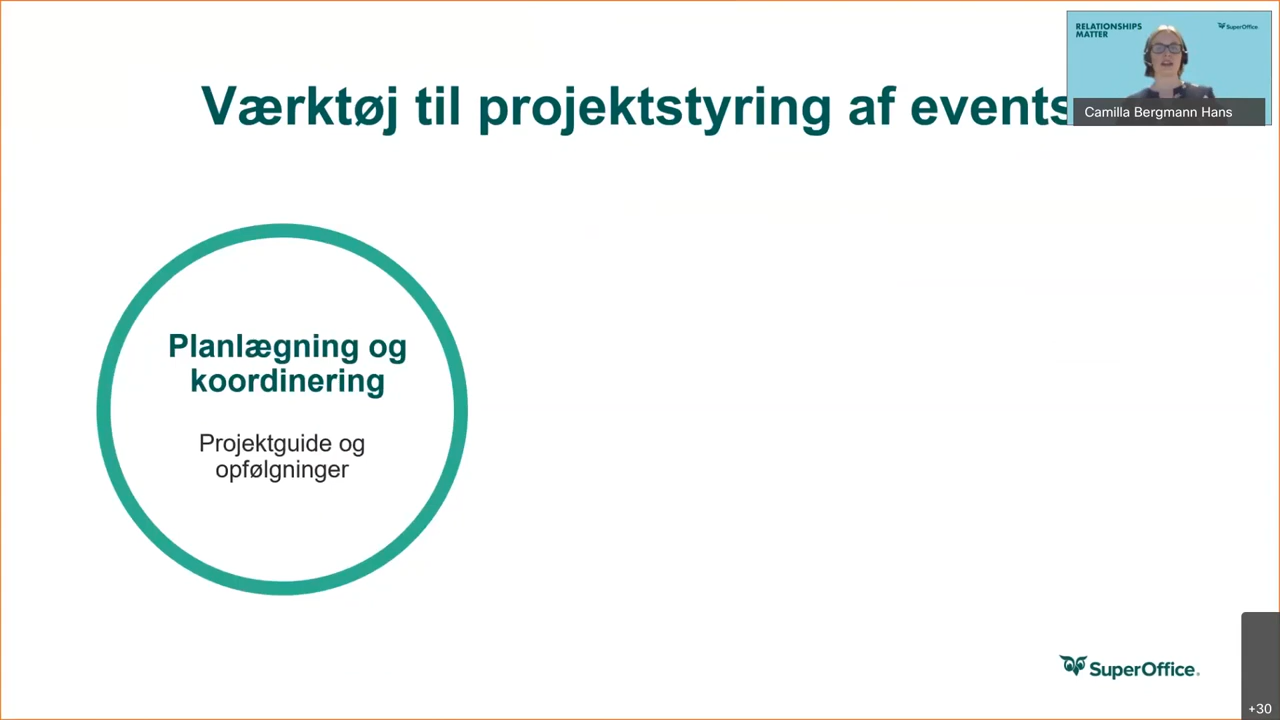 RELATIONSHIPS
MATTER
SuperOffice
Camilla Bergmann Hans
Værktøj til projektstyring af events
Planlægning og
koordinering
Projektguide og
opfølgninger
SuperOffice.
+30